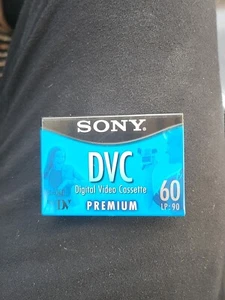 SONY.
DVC
Digital Video Cassette
60
LP:90
DV
PREMIUM